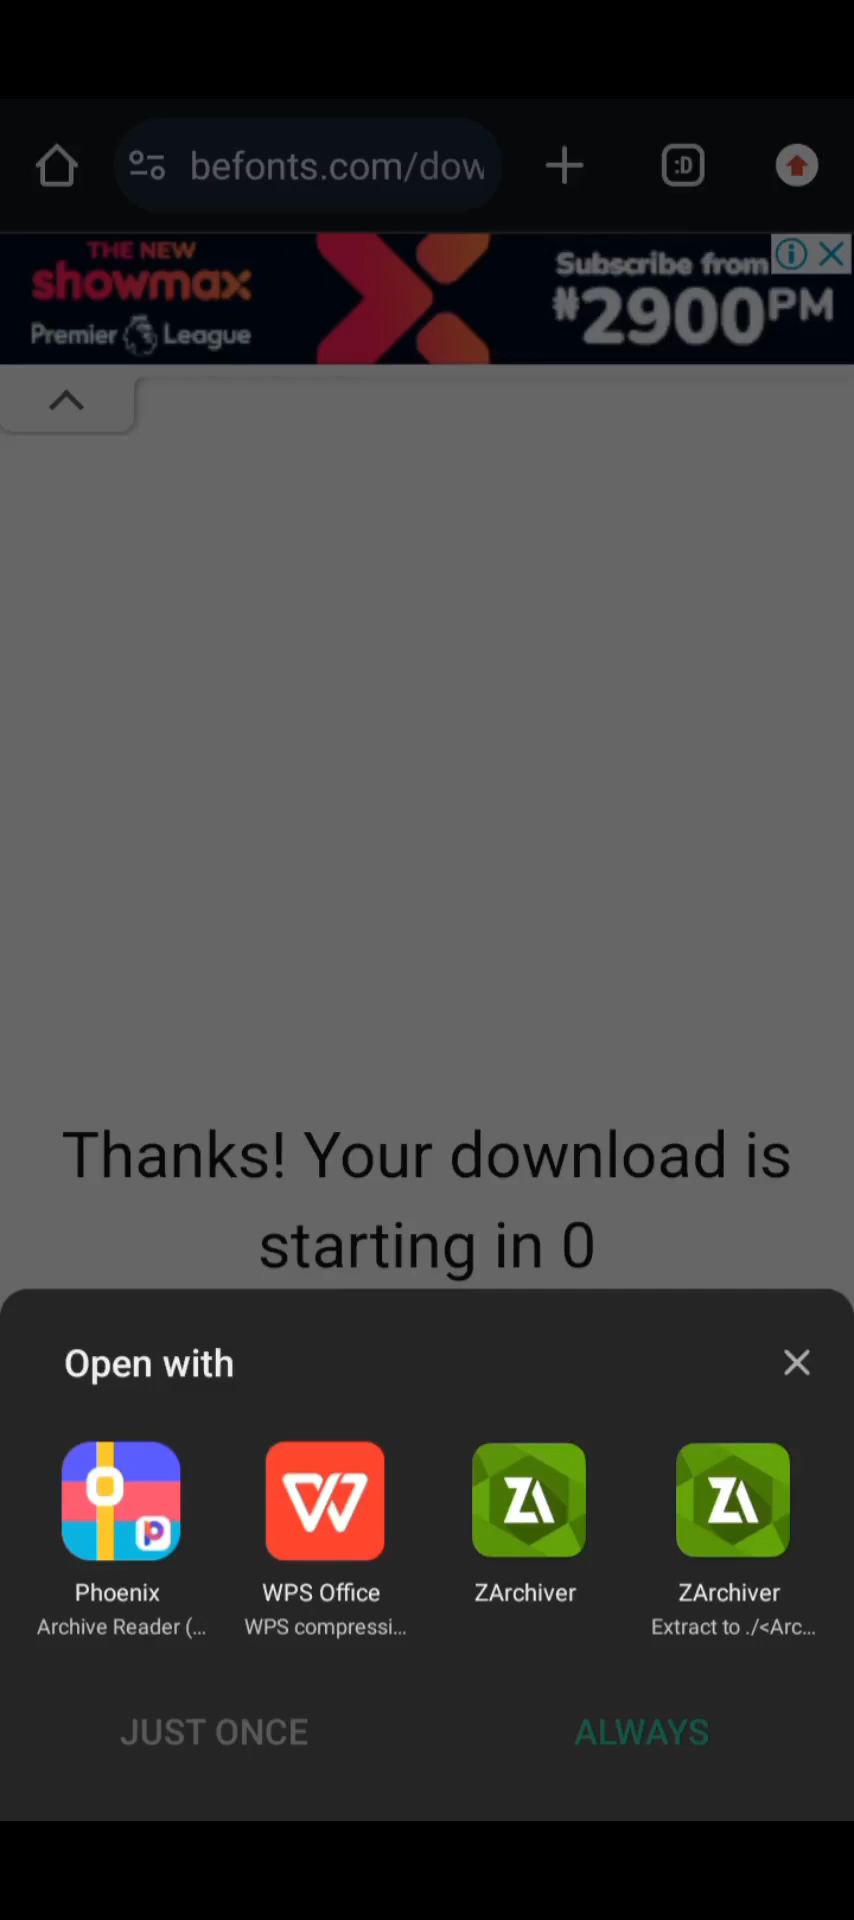 befonts.com/dow
:D
THE NEW
showmax
Premier League
Subscribe from
₦2900PM
Thanks! Your download is
starting in 0
Open with
Phoenix
Archive Reader (...
WPS Office
WPS compressi...
ZArchiver
ZArchiver
Extract to ./<Arc...
JUST ONCE
ALWAYS